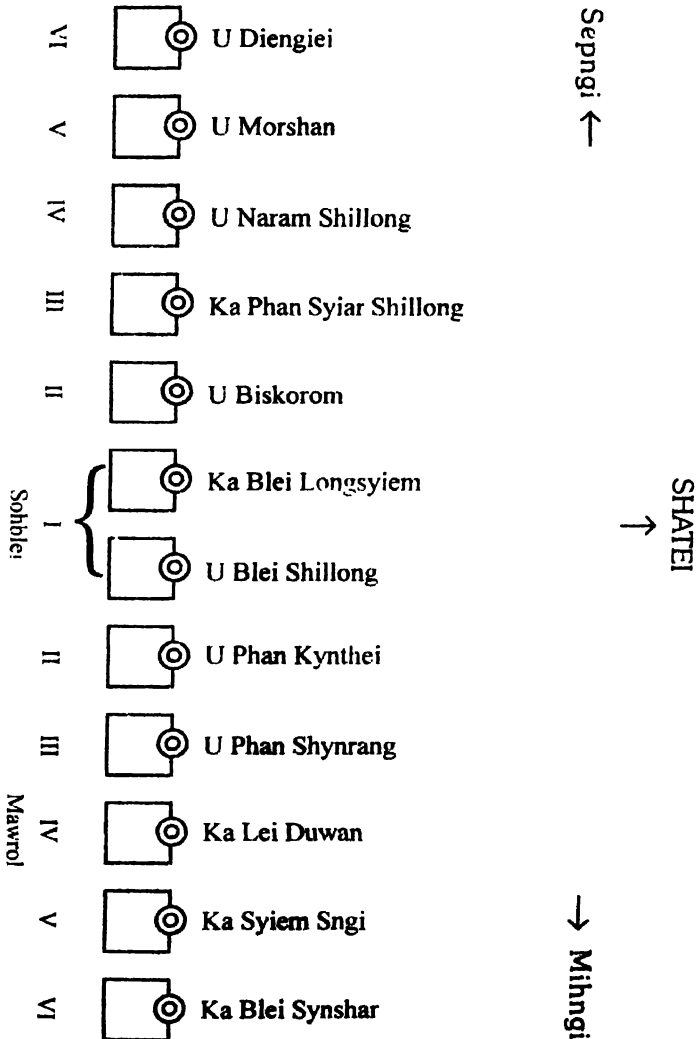 Sepngi ←
VI U Diengiei
V U Morshan
IV U Naram Shillong
III Ka Phan Syiar Shillong
II U Biskorom
SHATEI
→
Ka Blei Longsyiem
I
Sohblei
U Blei Shillong
II U Phan Kynthei
III U Phan Shynrang
IV Ka Lei Duwan
Mawrol
V Ka Syiem Sngi
→ Mihngi
VI Ka Blei Synshar